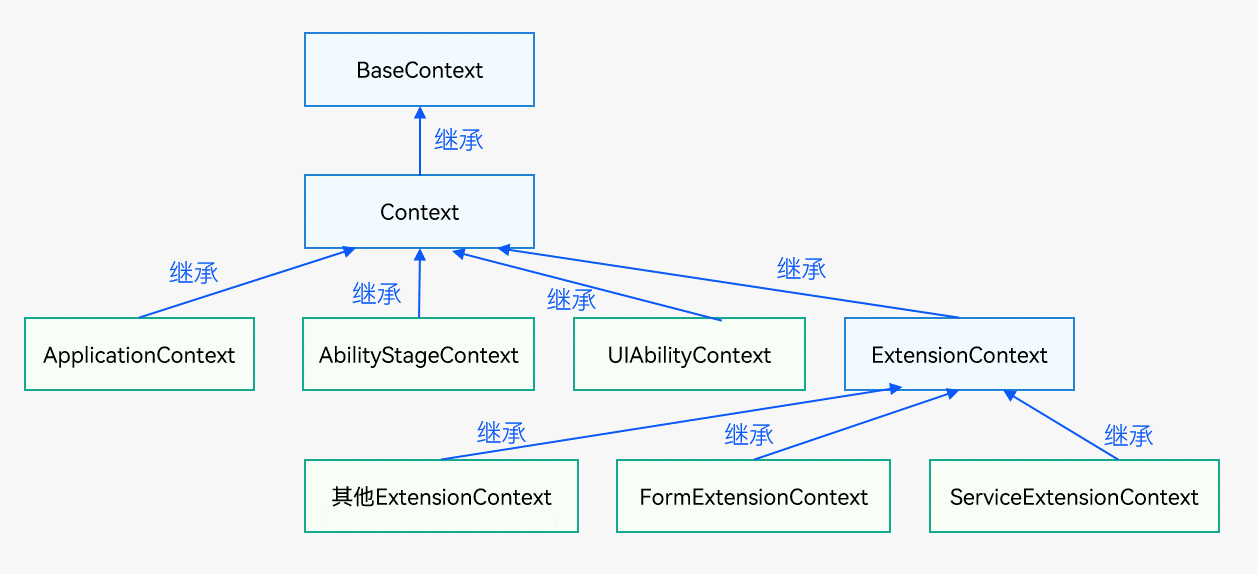 BaseContext
继承
Context
继承
继承
继承
继承
ApplicationContext
AbilityStageContext
UIAbilityContext
ExtensionContext
继承
继承
继承
其他ExtensionContext
FormExtensionContext
ServiceExtensionContext